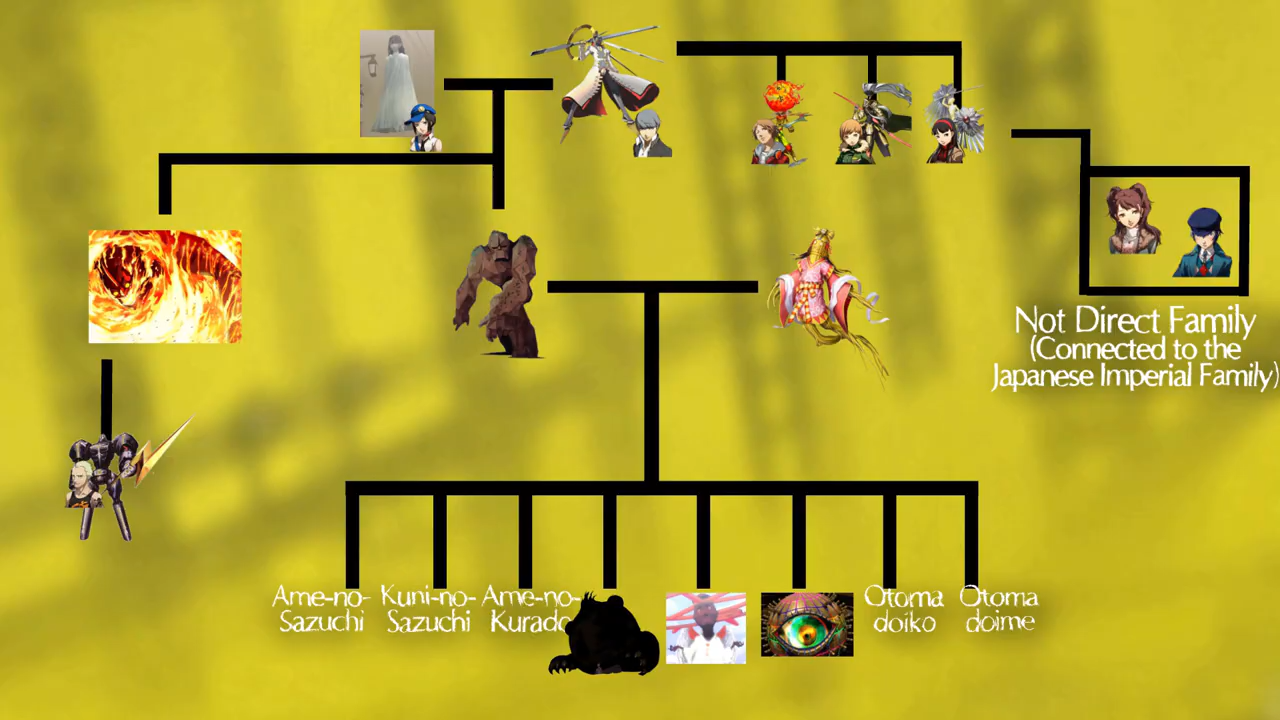 Not Direct Family
(Connected to the
Japanese Imperial Family)
Ame-no-
Sazuchi
Kuni-no-
Sazuchi
Ame-no-
Kurado
Otoma
doiko
Otoma
doime